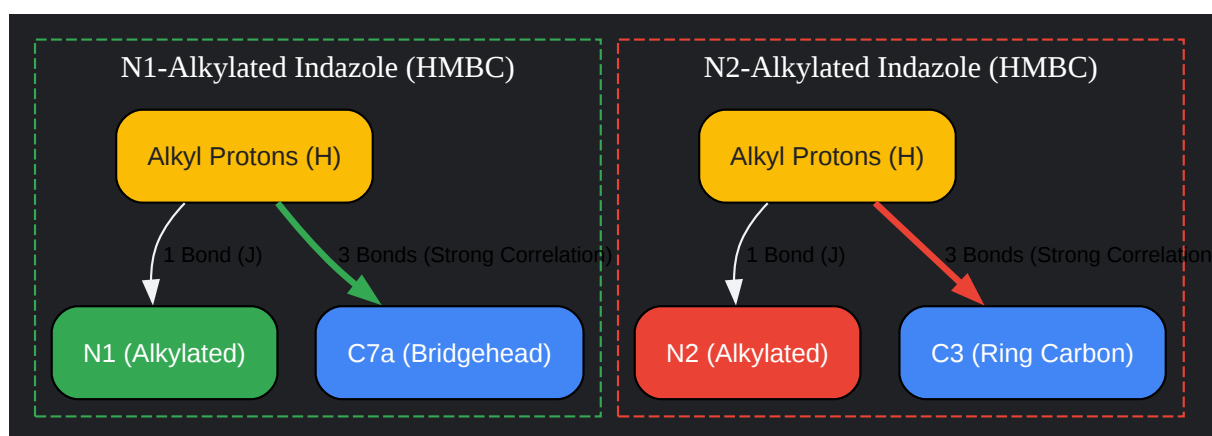 N1-Alkylated Indazole (HMBC)
Alkyl Protons (H)
1 Bond (J)
3 Bonds (Strong Correlation)
N1 (Alkylated)
C7a (Bridgehead)
N2-Alkylated Indazole (HMBC)
Alkyl Protons (H)
1 Bond (J)
3 Bonds (Strong Correlation
N2 (Alkylated)
C3 (Ring Carbon)